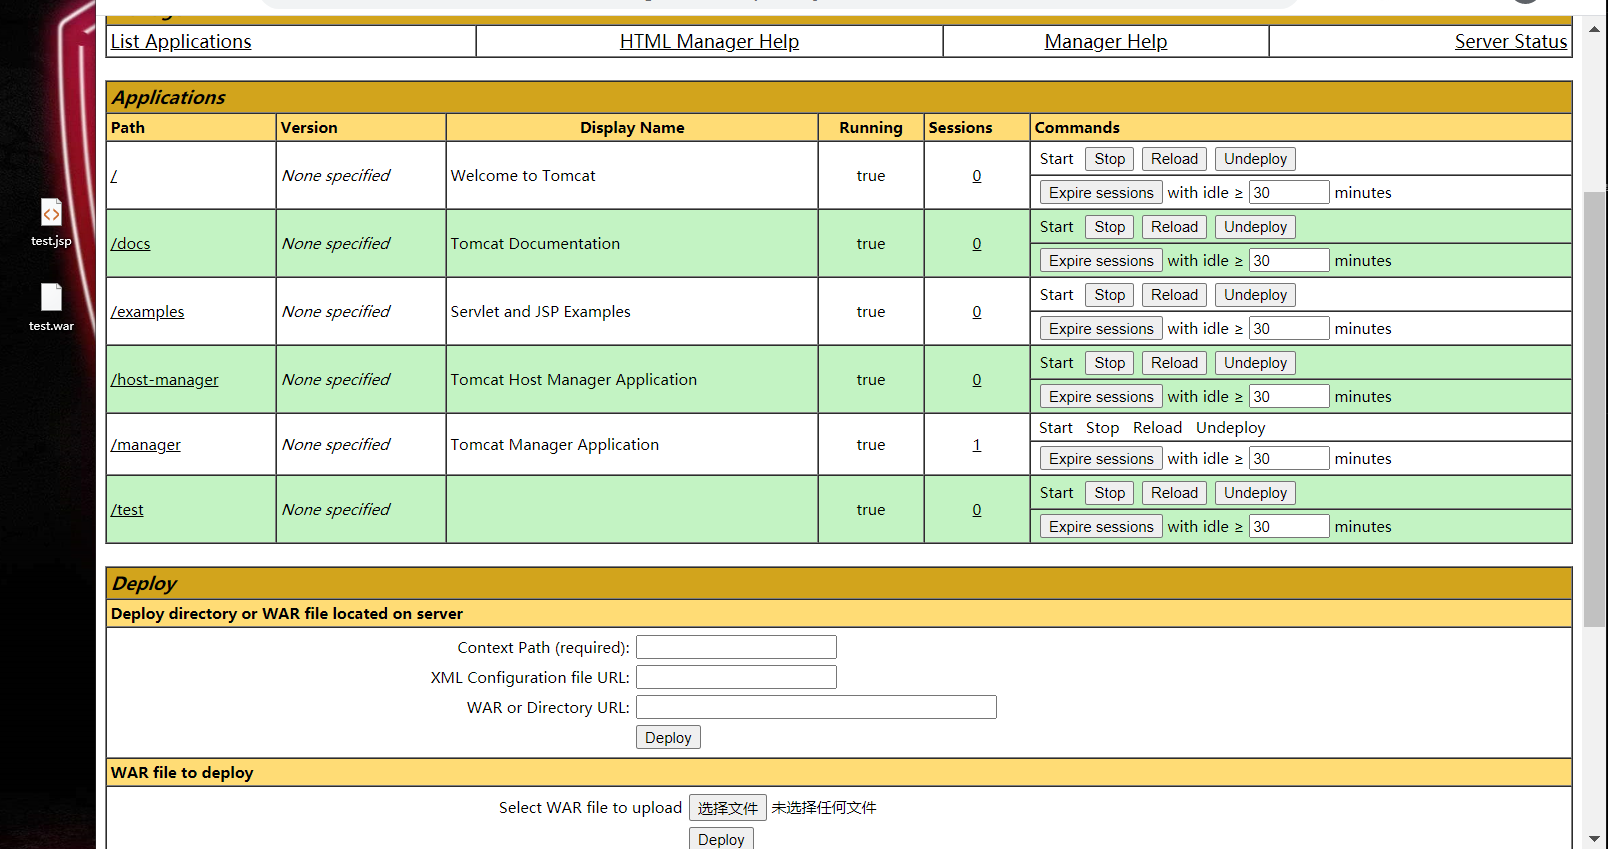 List Applications HTML Manager Help Manager Help Server Status
Applications
Path Version Display Name Running Sessions Commands
/ None specified Welcome to Tomcat true 0 Start Stop Reload Undeploy
Expire sessions with idle ≥ 30 minutes
/docs None specified Tomcat Documentation true 0 Start Stop Reload Undeploy
Expire sessions with idle ≥ 30 minutes
/examples None specified Servlet and JSP Examples true 0 Start Stop Reload Undeploy
Expire sessions with idle ≥ 30 minutes
/host-manager None specified Tomcat Host Manager Application true 0 Start Stop Reload Undeploy
Expire sessions with idle ≥ 30 minutes
/manager None specified Tomcat Manager Application true 1 Start Stop Reload Undeploy
Expire sessions with idle ≥ 30 minutes
/test None specified true 0 Start Stop Reload Undeploy
Expire sessions with idle ≥ 30 minutes
Deploy
Deploy directory or WAR file located on server
Context Path (required):
XML Configuration file URL:
WAR or Directory URL:
Deploy
WAR file to deploy
Select WAR file to upload 选择文件 未选择任何文件
Deploy
test.jsp
test.war